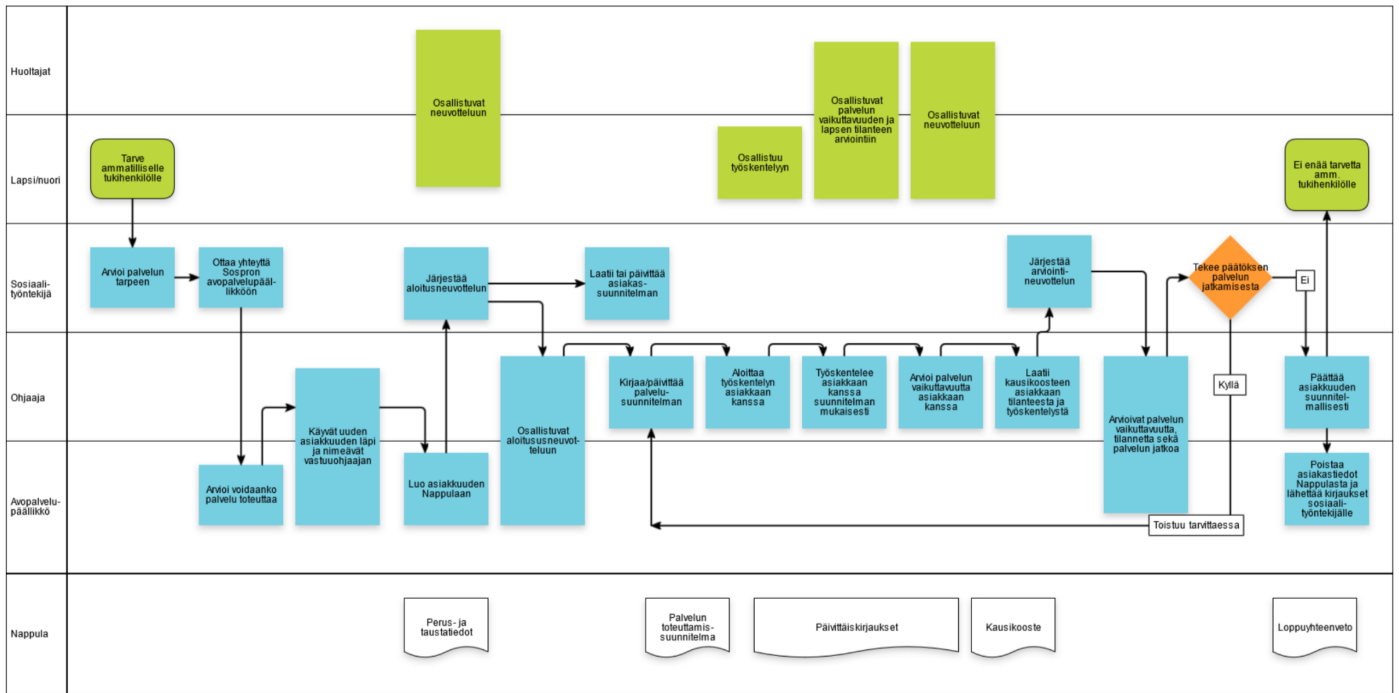 Huoltajat
Osallistuvat
neuvotteluun
Osallistuvat
palvelun
vaikuttavuuden ja
lapsen tilanteen
arviointiin
Osallistuvat
neuvotteluun
Lapsi/nuori
Tarve
ammatilliselle
tukihenkilölle
Osallistuu
työskentelyyn
Ei enää tarvetta
amm.
tukihenkilölle
Sosiaali-
työntekijä
Arvioi palvelun
tarpeen
Ottaa yhteyttä
Sospron
avopalvelupääl-
likköön
Järjestää
aloitusneuvottelun
Laatii tai päivittää
asiakas-
suunnitelman
Järjestää
arviointi-
neuvottelun
Tekee päätöksen
palvelun
jatkamisesta
Ei
Kyllä
Ohjaaja
Käyvät uuden
asiakkuuden läpi
ja nimeävät
vastuuohjaajan
Osallistuvat
aloitususneuvot-
teluun
Kirjaa/päivittää
palvelu-
suunnitelman
Aloittaa
työskentelyn
asiakkaan
kanssa
Työskentelee
asiakkaan
kanssa
suunnitelman
mukaisesti
Arvioi palvelun
vaikuttavuutta
asiakkaan
kanssa
Laatii
kausikoosteen
asiakkaan
tilanteesta ja
työskentelystä
Arvioivat palvelun
vaikuttavuutta,
tilannetta sekä
palvelun jatkoa
Päättää
asiakkuuden
suunnitel-
mallisesti
Avopalvelu-
päällikkö
Arvioi voidaanko
palvelu toteuttaa
Luo asiakkuuden
Nappulaan
Toistuu tarvittaessa
Poistaa
asiakastiedot
Nappulasta ja
lähettää kirjaukset
sosiaali-
työntekijälle
Nappula
Perus- ja
taustatiedot
Palvelun
toteuttamis-
suunnitelma
Päivittäiskirjaukset
Kausikooste
Loppuyhteenveto